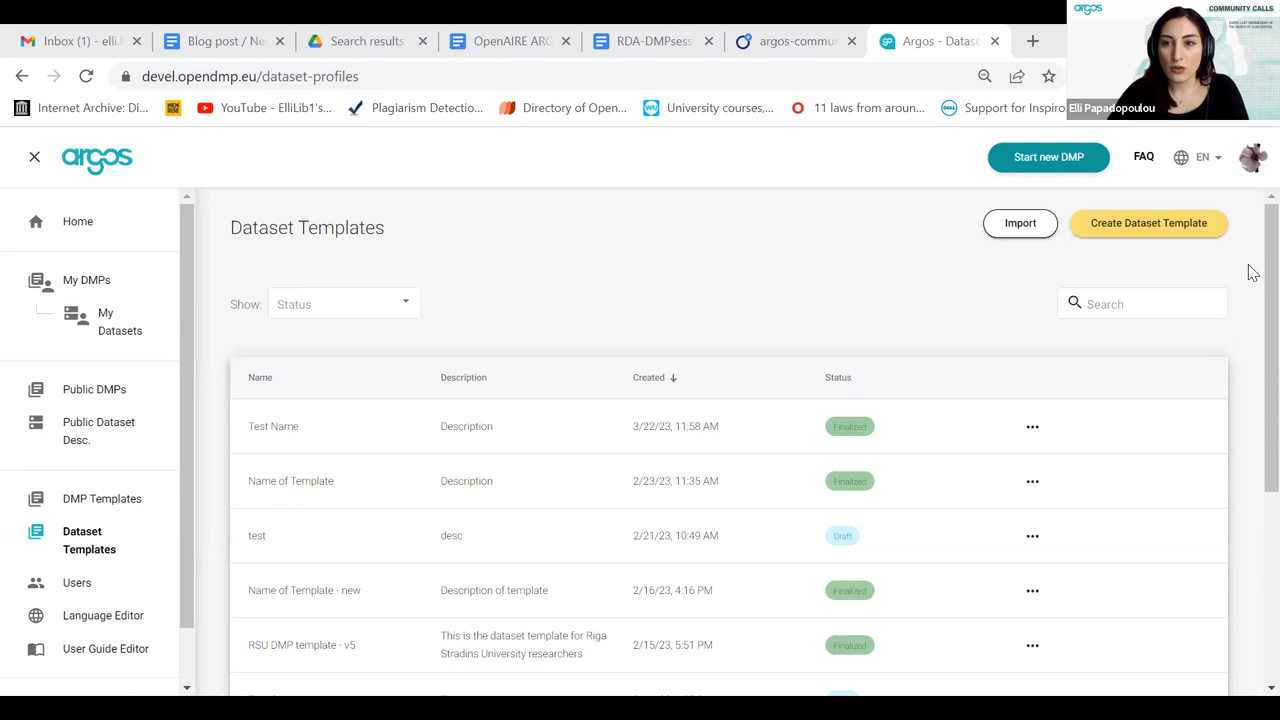 Inbox (1) - elli
Blog post / Ne
Search results
OpenAIRE AR
RDA-DMPsess
argos-commu
Argos - Datase
argos
COMMUNITY CALLS
devel.opendmp.eu/dataset-profiles
Internet Archive: Di...
YouTube - ElliLib1's...
Plagiarism Detectio...
Directory of Open...
University courses,...
11 laws from aroun...
Support for Inspiro
Elli Papadopoulou
argos
Start new DMP
FAQ
EN
Home
My DMPs
My
Datasets
Public DMPs
Public Dataset
Desc.
DMP Templates
Dataset
Templates
Users
Language Editor
User Guide Editor
Dataset Templates
Import
Create Dataset Template
Show:
Status
Search
Name Description Created Status
Test Name Description 3/22/23, 11:58 AM Finalized
Name of Template Description 2/23/23, 11:35 AM Finalized
test desc 2/21/23, 10:49 AM Draft
Name of Template - new Description of template 2/16/23, 4:16 PM Finalized
RSU DMP template - v5 This is the dataset template for Riga 2/15/23, 5:51 PM Finalized
Stradins University researchers